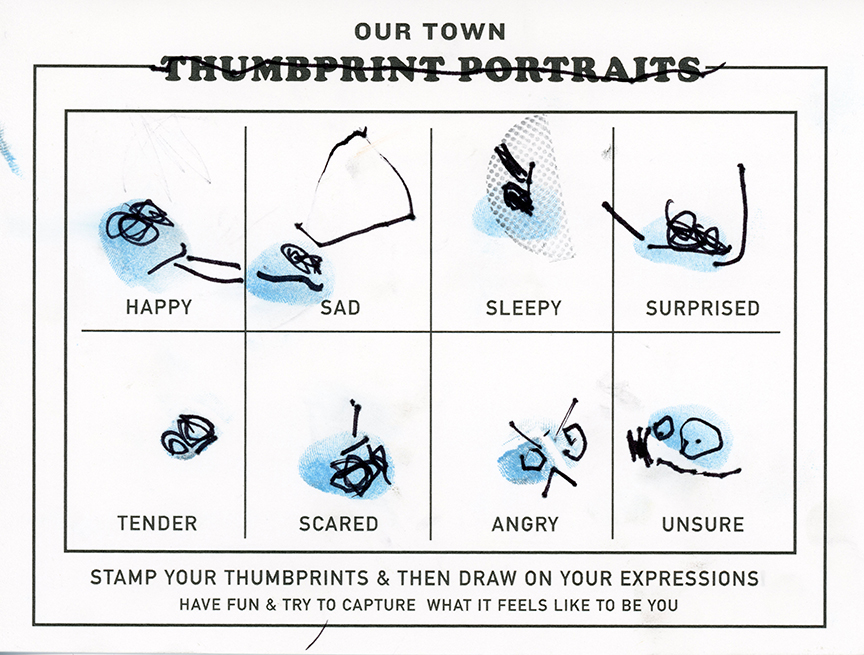 OUR TOWN
THUMBPRINT PORTRAITS
HAPPY SAD SLEEPY SURPRISED
TENDER SCARED ANGRY UNSURE
STAMP YOUR THUMBPRINTS & THEN DRAW ON YOUR EXPRESSIONS
HAVE FUN & TRY TO CAPTURE WHAT IT FEELS LIKE TO BE YOU